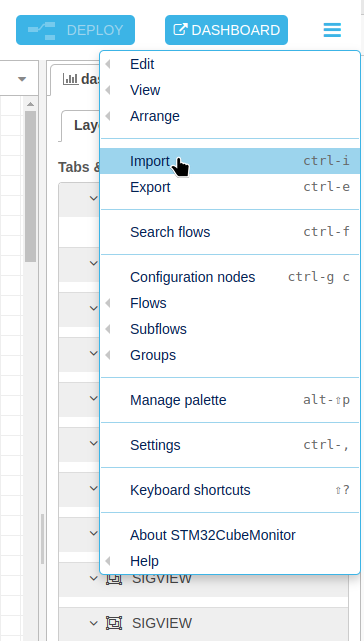 DEPLOY
DASHBOARD
das
Edit
View
Lay
Arrange
Tabs &
Import ctrl-i
Export ctrl-e
Search flows ctrl-f
Configuration nodes ctrl-g c
Flows
Subflows
Groups
Manage palette alt-⇧p
Settings ctrl-,
Keyboard shortcuts ⇧?
About STM32CubeMonitor
Help
SIGVIEW
SIGVIEW